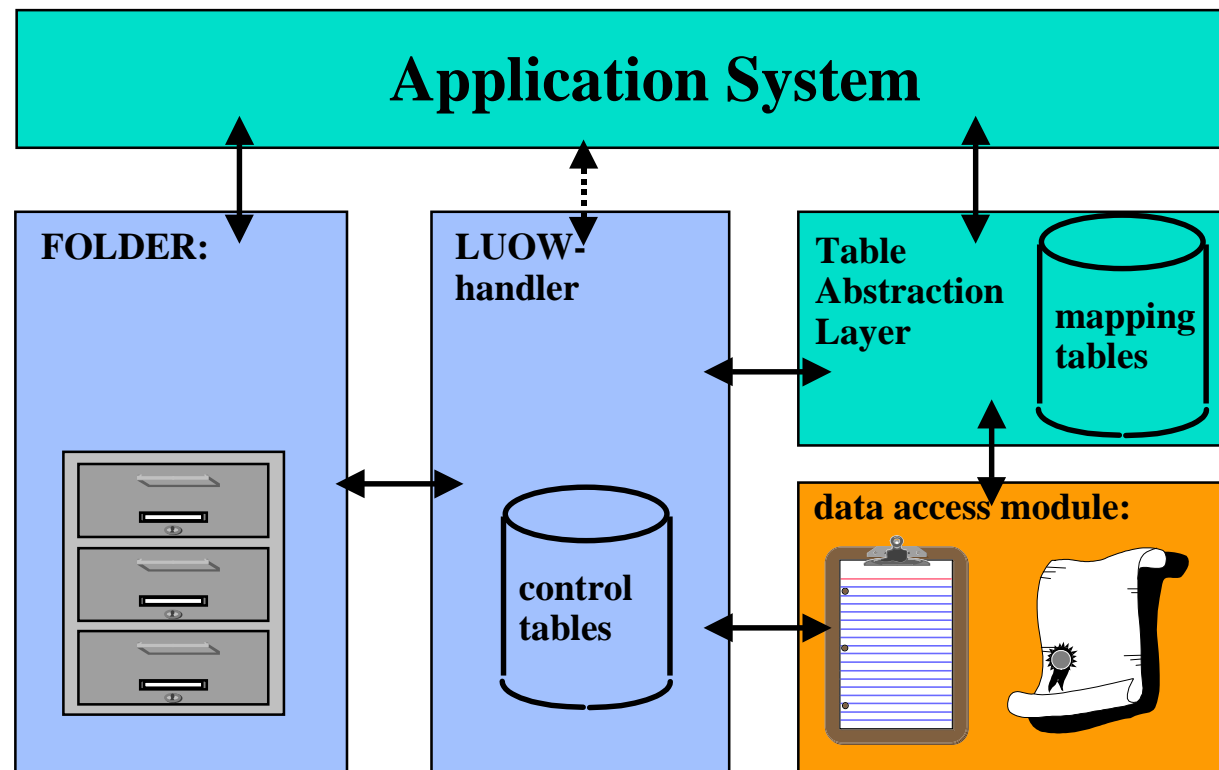 Application System
FOLDER:
LUOW-
handler
control
tables
Table
Abstraction
Layer
mapping
tables
data access module: